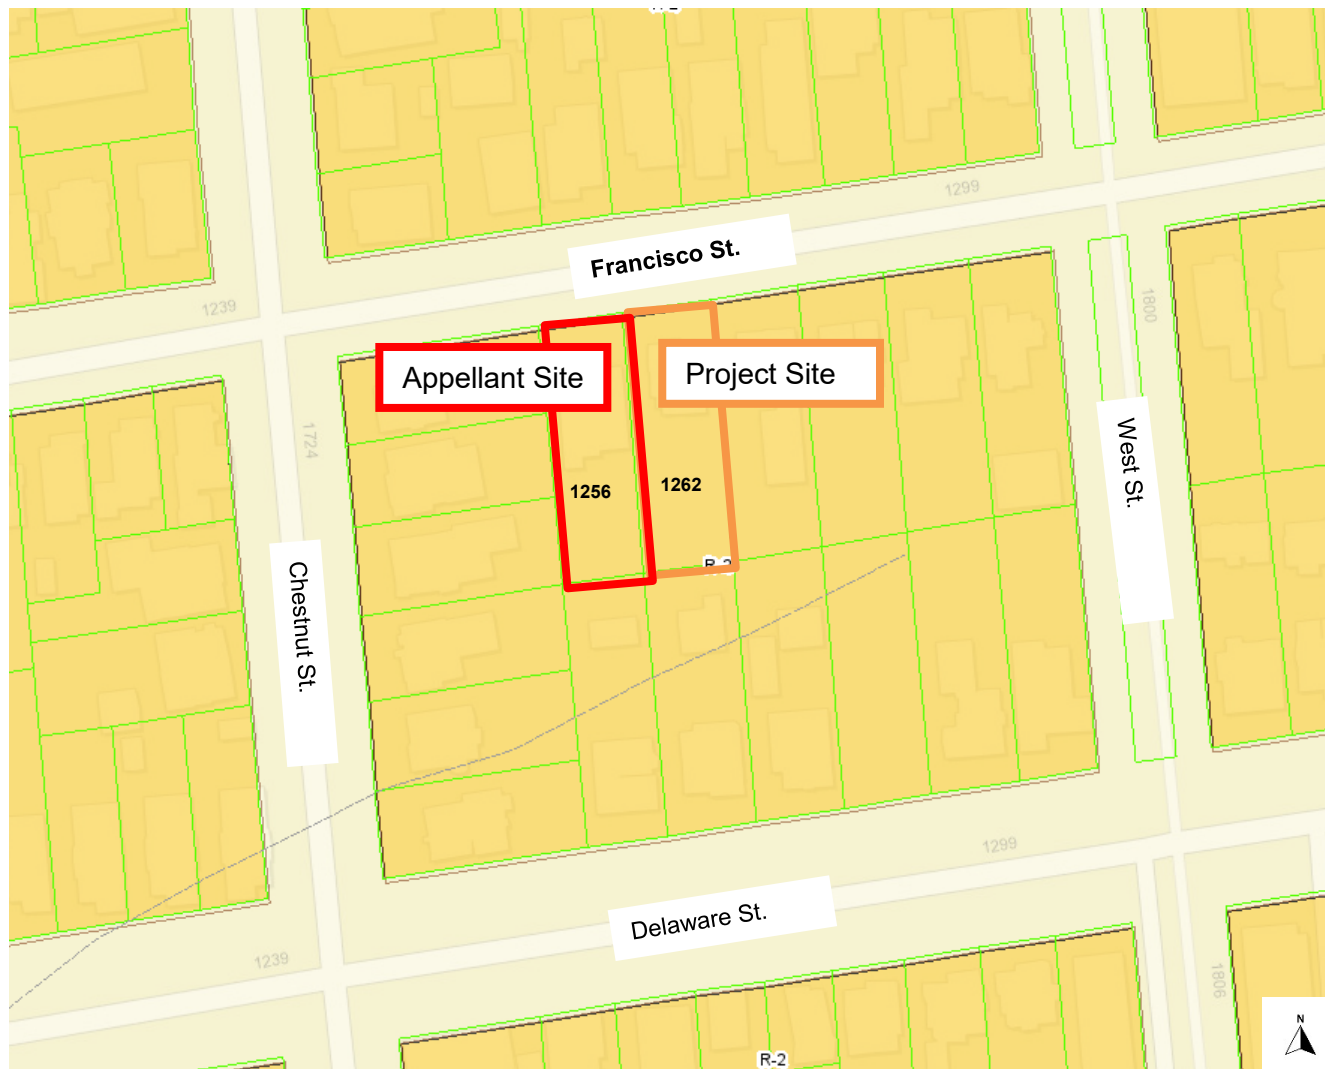 1299
Francisco St.
1239
1800
Appellant Site
Project Site
1724
West St.
1256
1262
R-2
Chestnut St.
1299
Delaware St.
1239
1806
N
R-2